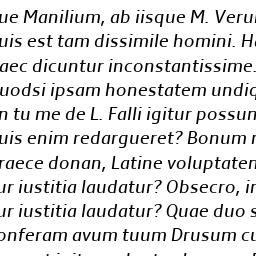 ue Manilium, ab iisque M. Veru
uis est tam dissimile homini. H
aec dicuntur inconstantissime.
uodsi ipsam honestatem undiq
n tu me de L. Falli igitur possun
uis enim redargueret? Bonum n
raece donan, Latine voluptaten
ur iustitia laudatur? Obsecro, in
ur iustitia laudatur? Quae duo s
onferam avum tuum Drusum cu